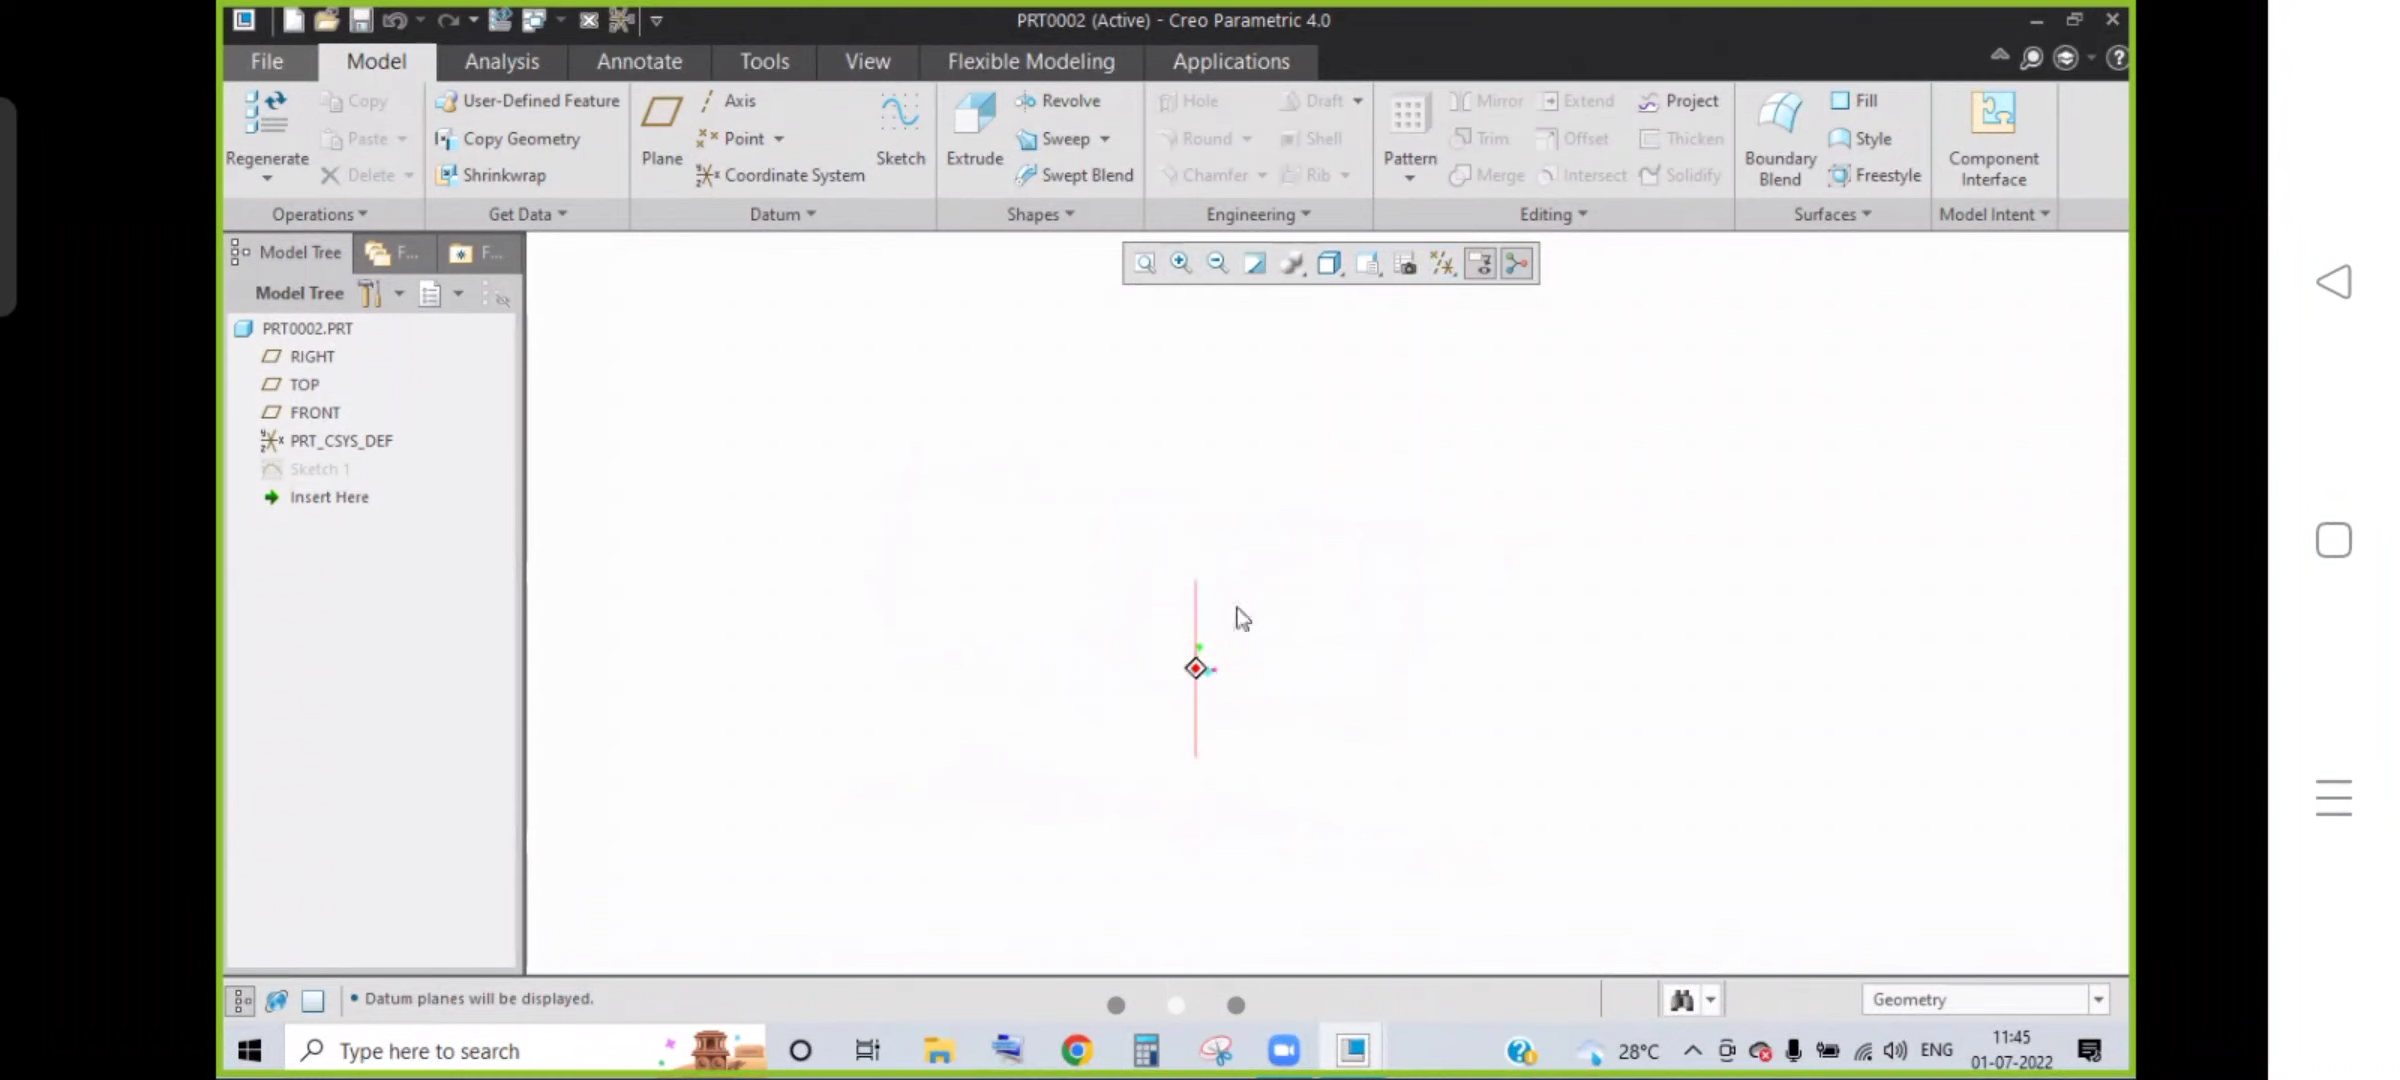 PRT0002 (Active) - Creo Parametric 4.0
File Model Analysis Annotate Tools View Flexible Modeling Applications
Regenerate
Copy
Paste
Delete
Operations
User-Defined Feature
Copy Geometry
Shrinkwrap
Get Data
Plane
Axis
Point
Coordinate System
Sketch
Datum
Extrude
Revolve
Sweep
Swept Blend
Shapes
Hole
Round
Chamfer
Draft
Shell
Rib
Engineering
Pattern
Mirror
Trim
Merge
Extend
Offset
Intersect
Project
Thicken
Solidify
Editing
Boundary
Blend
Fill
Style
Freestyle
Surfaces
Component
Interface
Model Intent
Model Tree F... F...
Model Tree
PRT0002.PRT
RIGHT
TOP
FRONT
PRT_CSYS_DEF
Sketch 1
Insert Here
• Datum planes will be displayed.
Geometry
Type here to search
28°C
ENG
11:45
01-07-2022